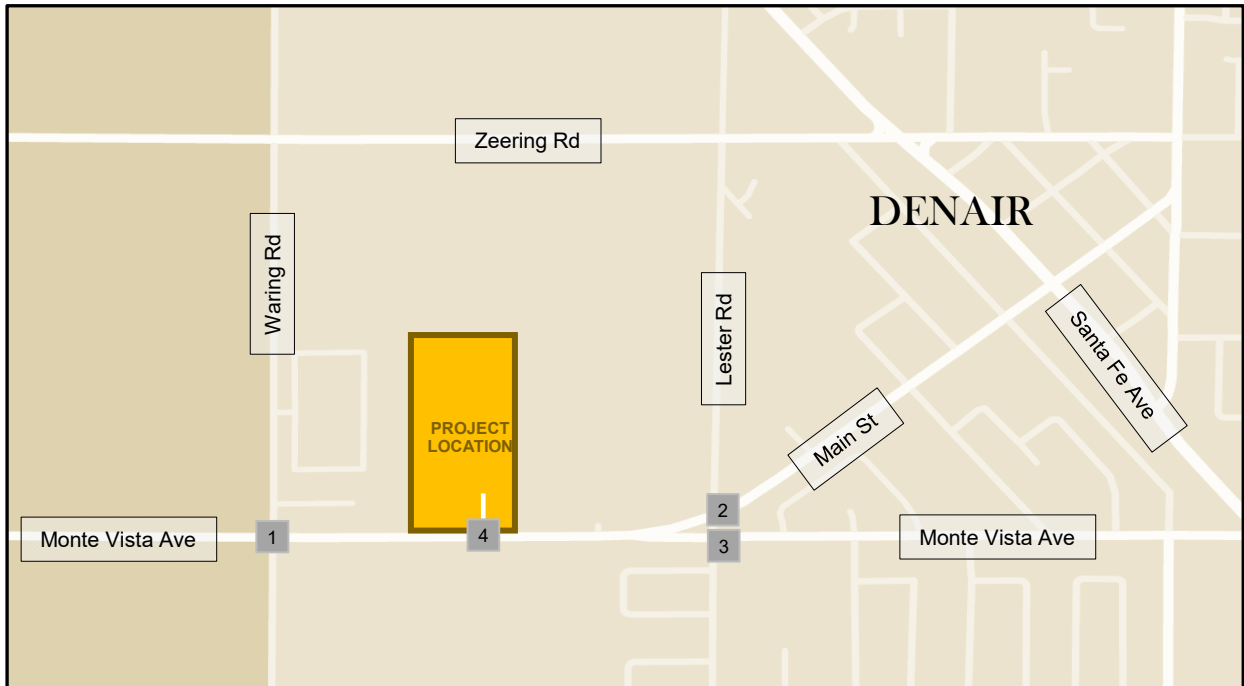 Zeering Rd
DENAIR
Waring Rd
Lester Rd
Santa Fe Ave
Main St
PROJECT
LOCATION
2
Monte Vista Ave
1
4
3
Monte Vista Ave